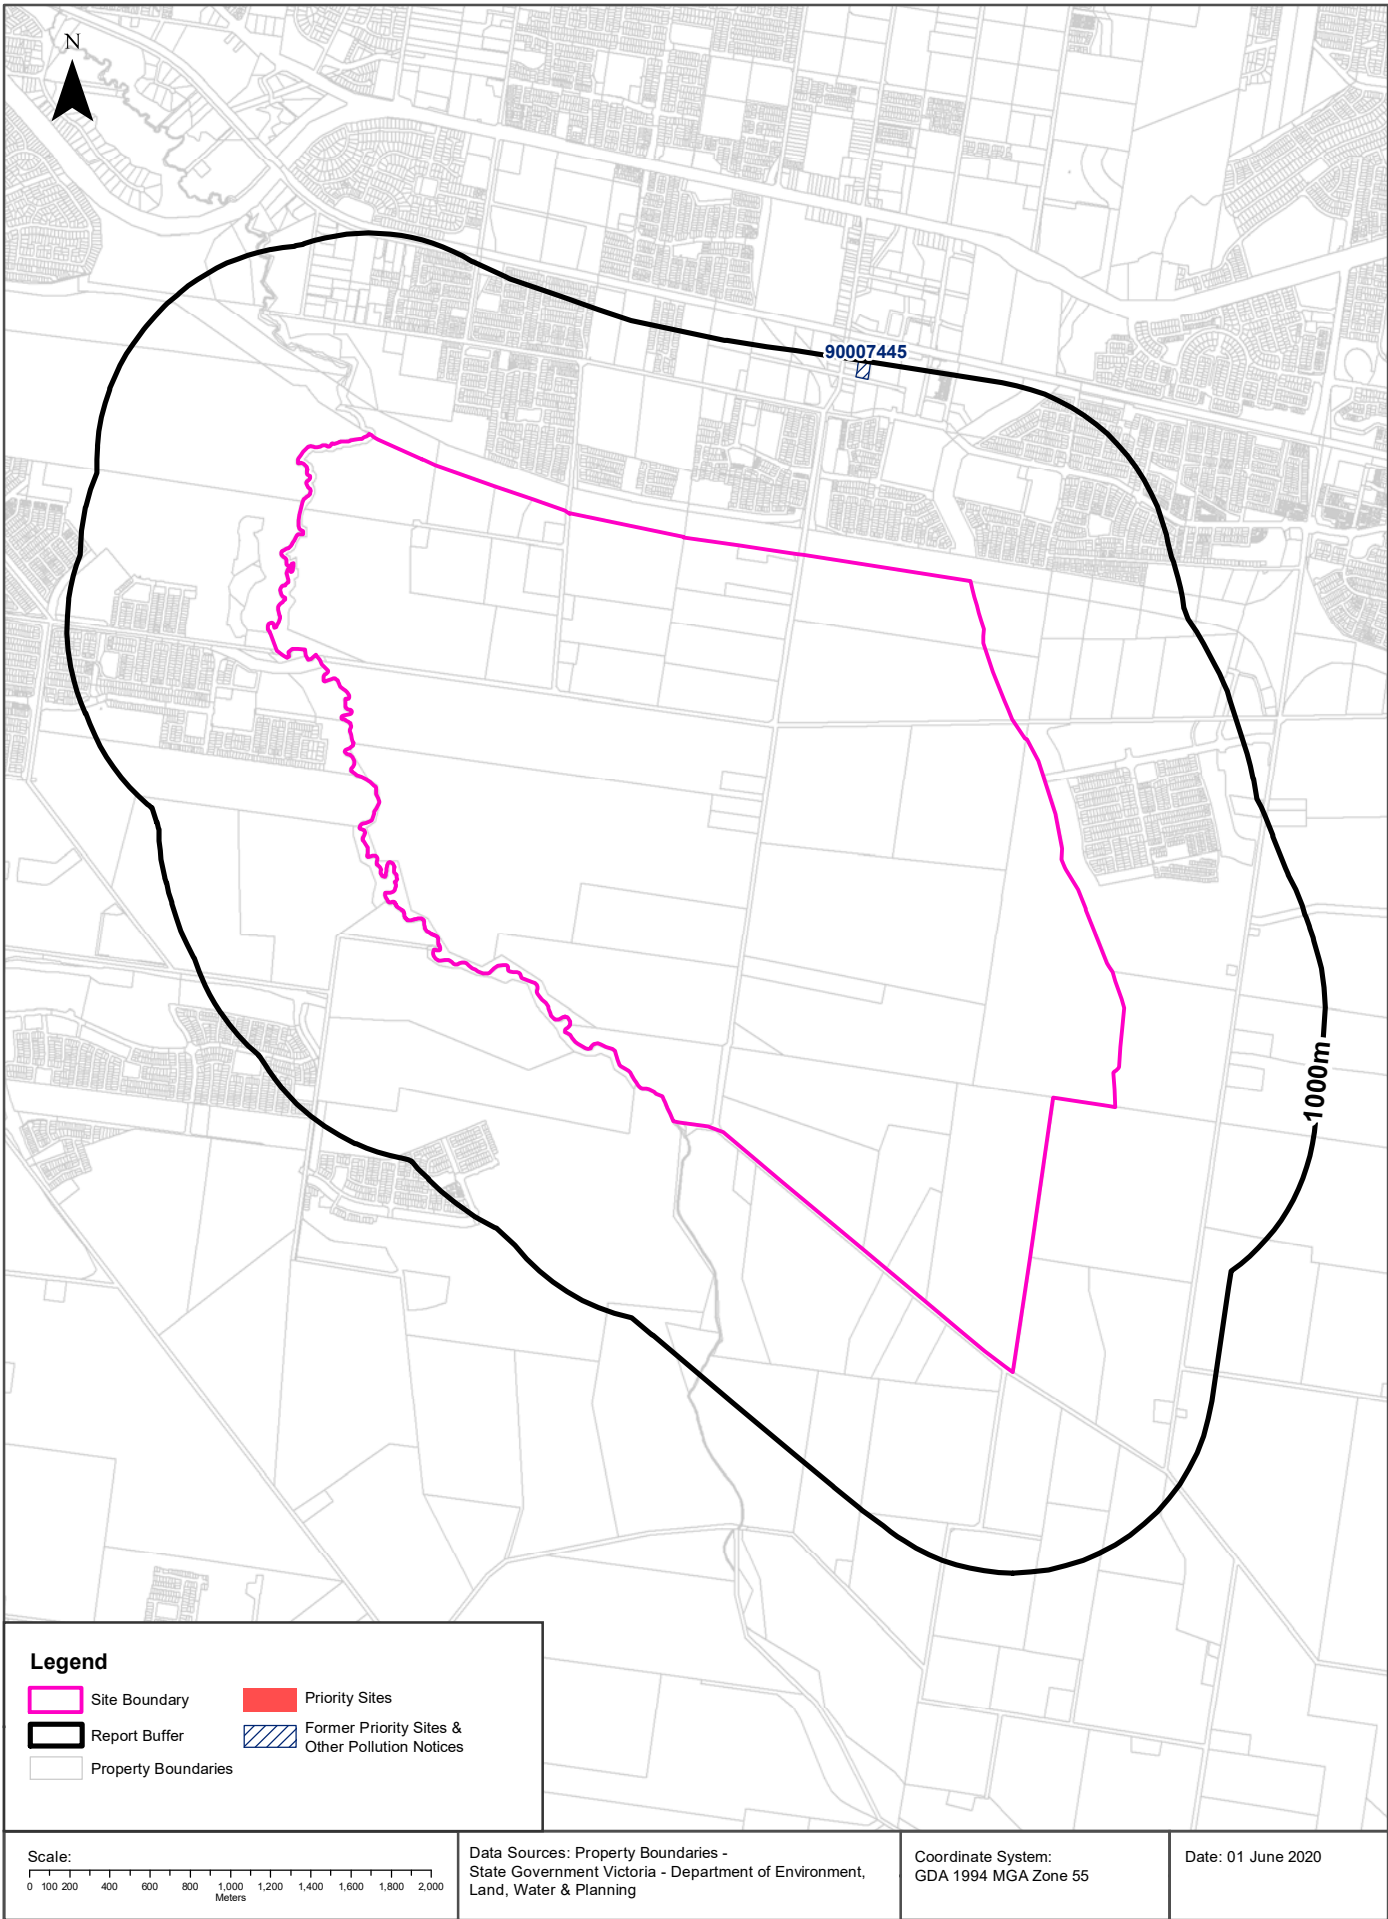 N
90007445
1000m
Legend
Site Boundary
Priority Sites
Report Buffer
Former Priority Sites &
Other Pollution Notices
Property Boundaries
Scale:
0 100 200 400 600 800 1,000 1,200 1,400 1,600 1,800 2,000
Meters
Data Sources: Property Boundaries -
State Government Victoria - Department of Environment,
Land, Water & Planning
Coordinate System:
GDA 1994 MGA Zone 55
Date: 01 June 2020